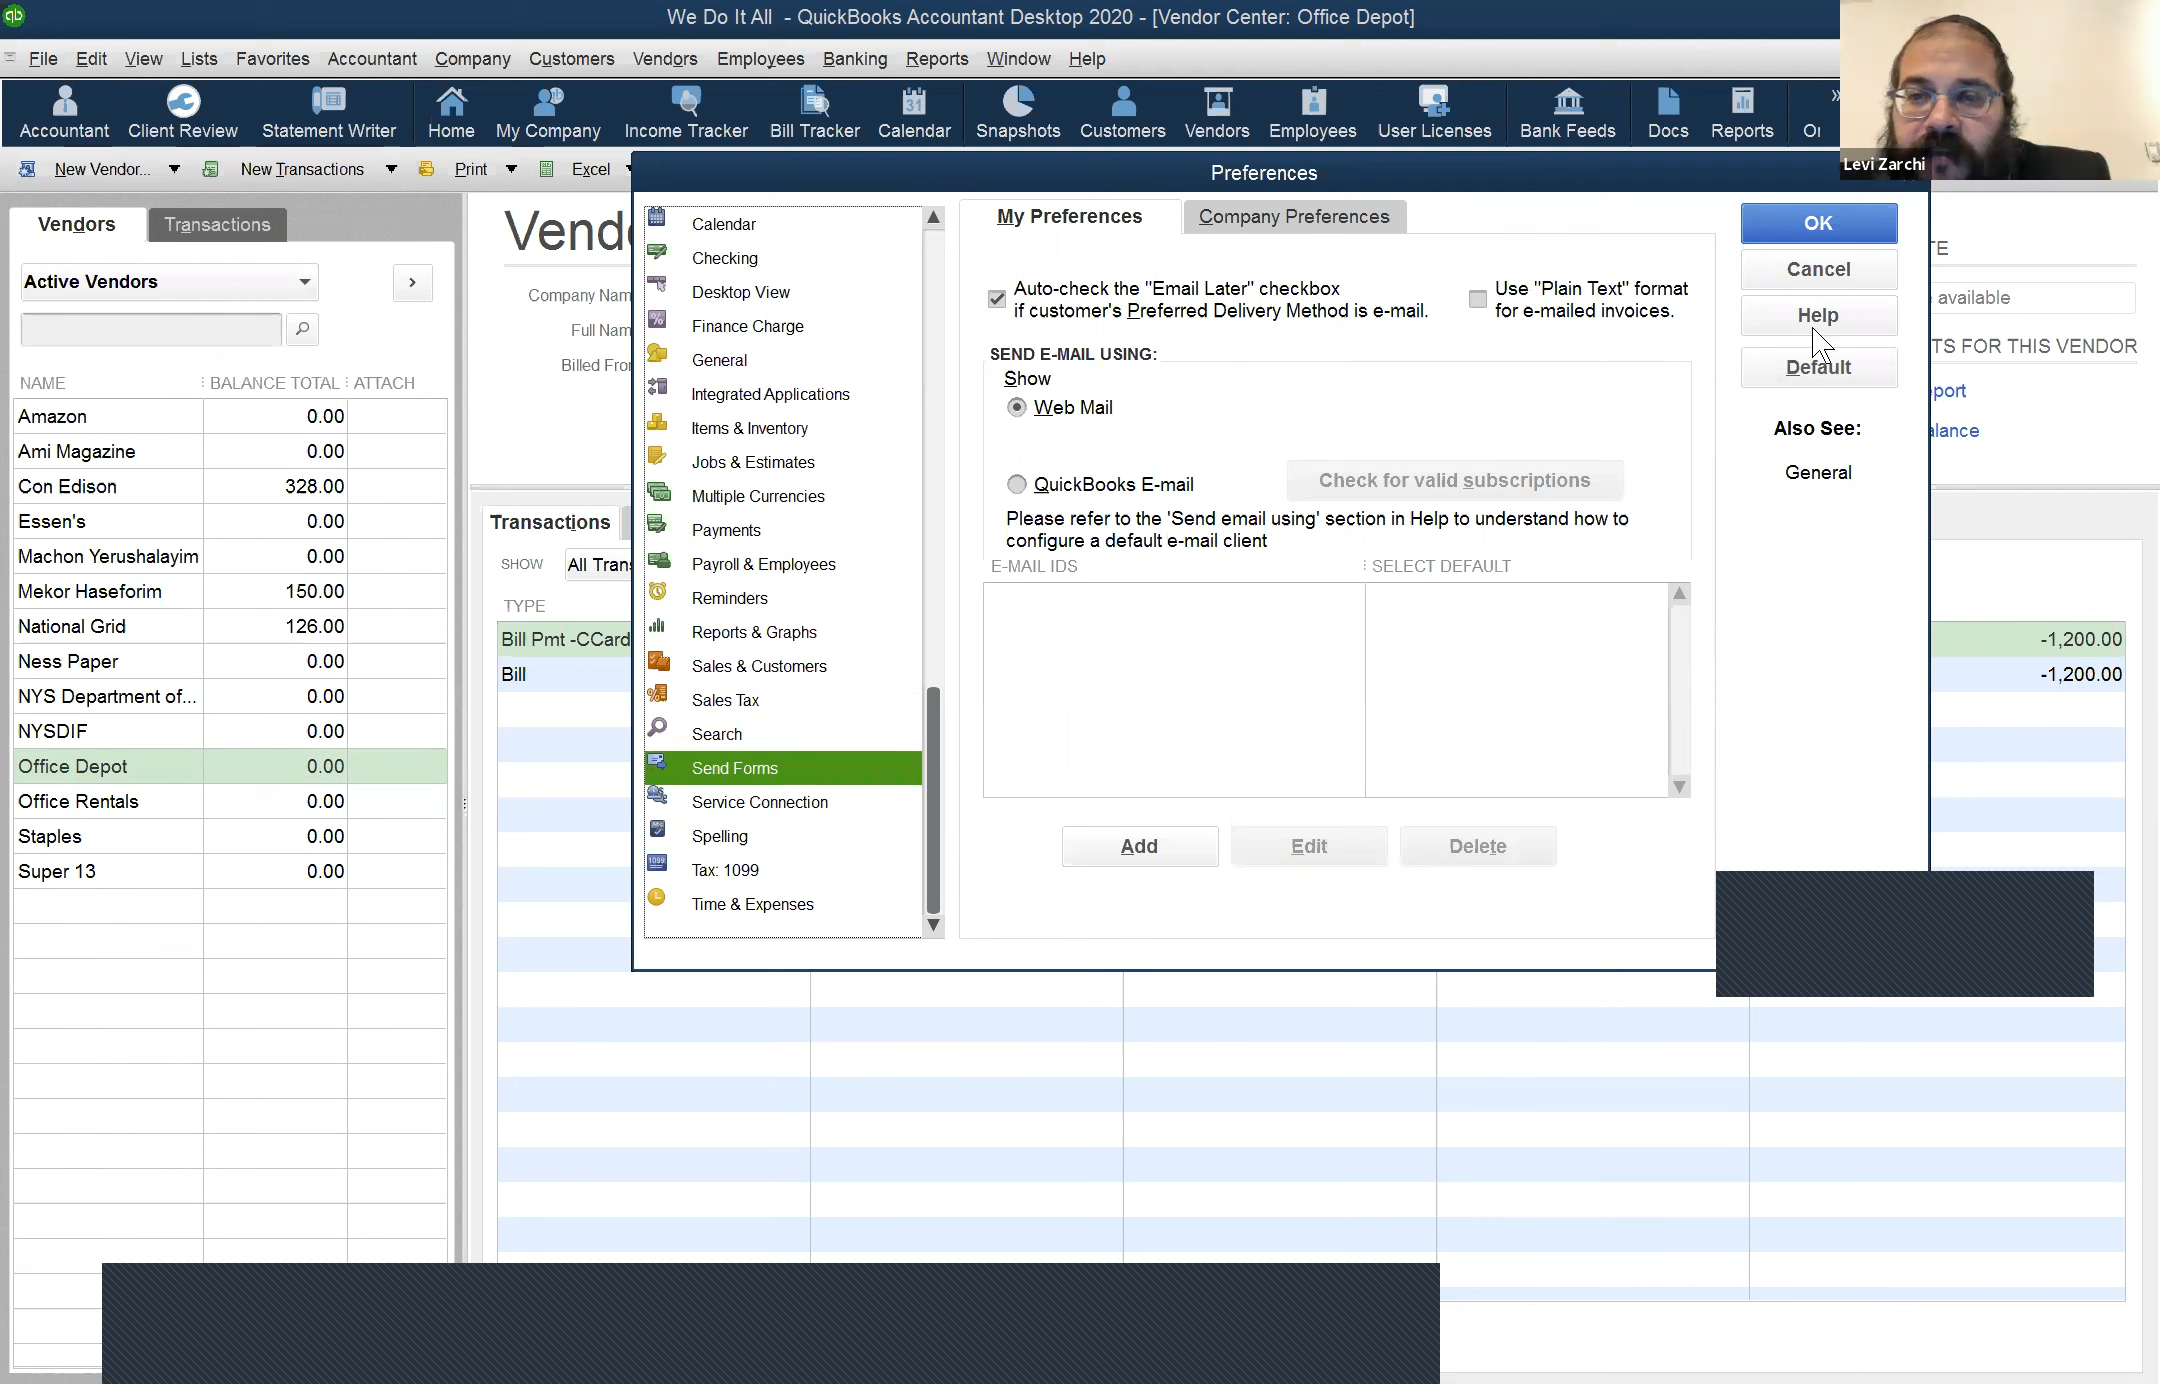 We Do It All - QuickBooks Accountant Desktop 2020 - [Vendor Center: Office Depot]
File Edit View Lists Favorites Accountant Company Customers Vendors Employees Banking Reports Window Help
Accountant Client Review Statement Writer Home My Company Income Tracker Bill Tracker Calendar Snapshots Customers Vendors Employees User Licenses Bank Feeds Docs Reports
Levi Zarchi
New Vendor... New Transactions Print Excel
Preferences
Vendors Transactions
Active Vendors
NAME BALANCE TOTAL ATTACH
Amazon 0.00
Ami Magazine 0.00
Con Edison 328.00
Essen's 0.00
Machon Yerushalayim 0.00
Mekor Haseforim 150.00
National Grid 126.00
Ness Paper 0.00
NYS Department of... 0.00
NYSDIF 0.00
Office Depot 0.00
Office Rentals 0.00
Staples 0.00
Super 13 0.00
Company
Full
Billed
Transactions
SHOW All
TYPE
Bill Pmt -CCard -1,200.00
Bill -1,200.00
Calendar
Checking
Desktop View
Finance Charge
General
Integrated Applications
Items & Inventory
Jobs & Estimates
Multiple Currencies
Payments
Payroll & Employees
Reminders
Reports & Graphs
Sales & Customers
Sales Tax
Search
Send Forms
Service Connection
Spelling
Tax: 1099
Time & Expenses
My Preferences Company Preferences
Auto-check the "Email Later" checkbox
if customer's Preferred Delivery Method is e-mail.
Use "Plain Text" format
for e-mailed invoices.
SEND E-MAIL USING:
Show
Web Mail
QuickBooks E-mail Check for valid subscriptions
Please refer to the 'Send email using' section in Help to understand how to
configure a default e-mail client
E-MAIL IDS SELECT DEFAULT
Add Edit Delete
OK
Cancel
Help
Default
Also See:
General
available
FOR THIS VENDOR